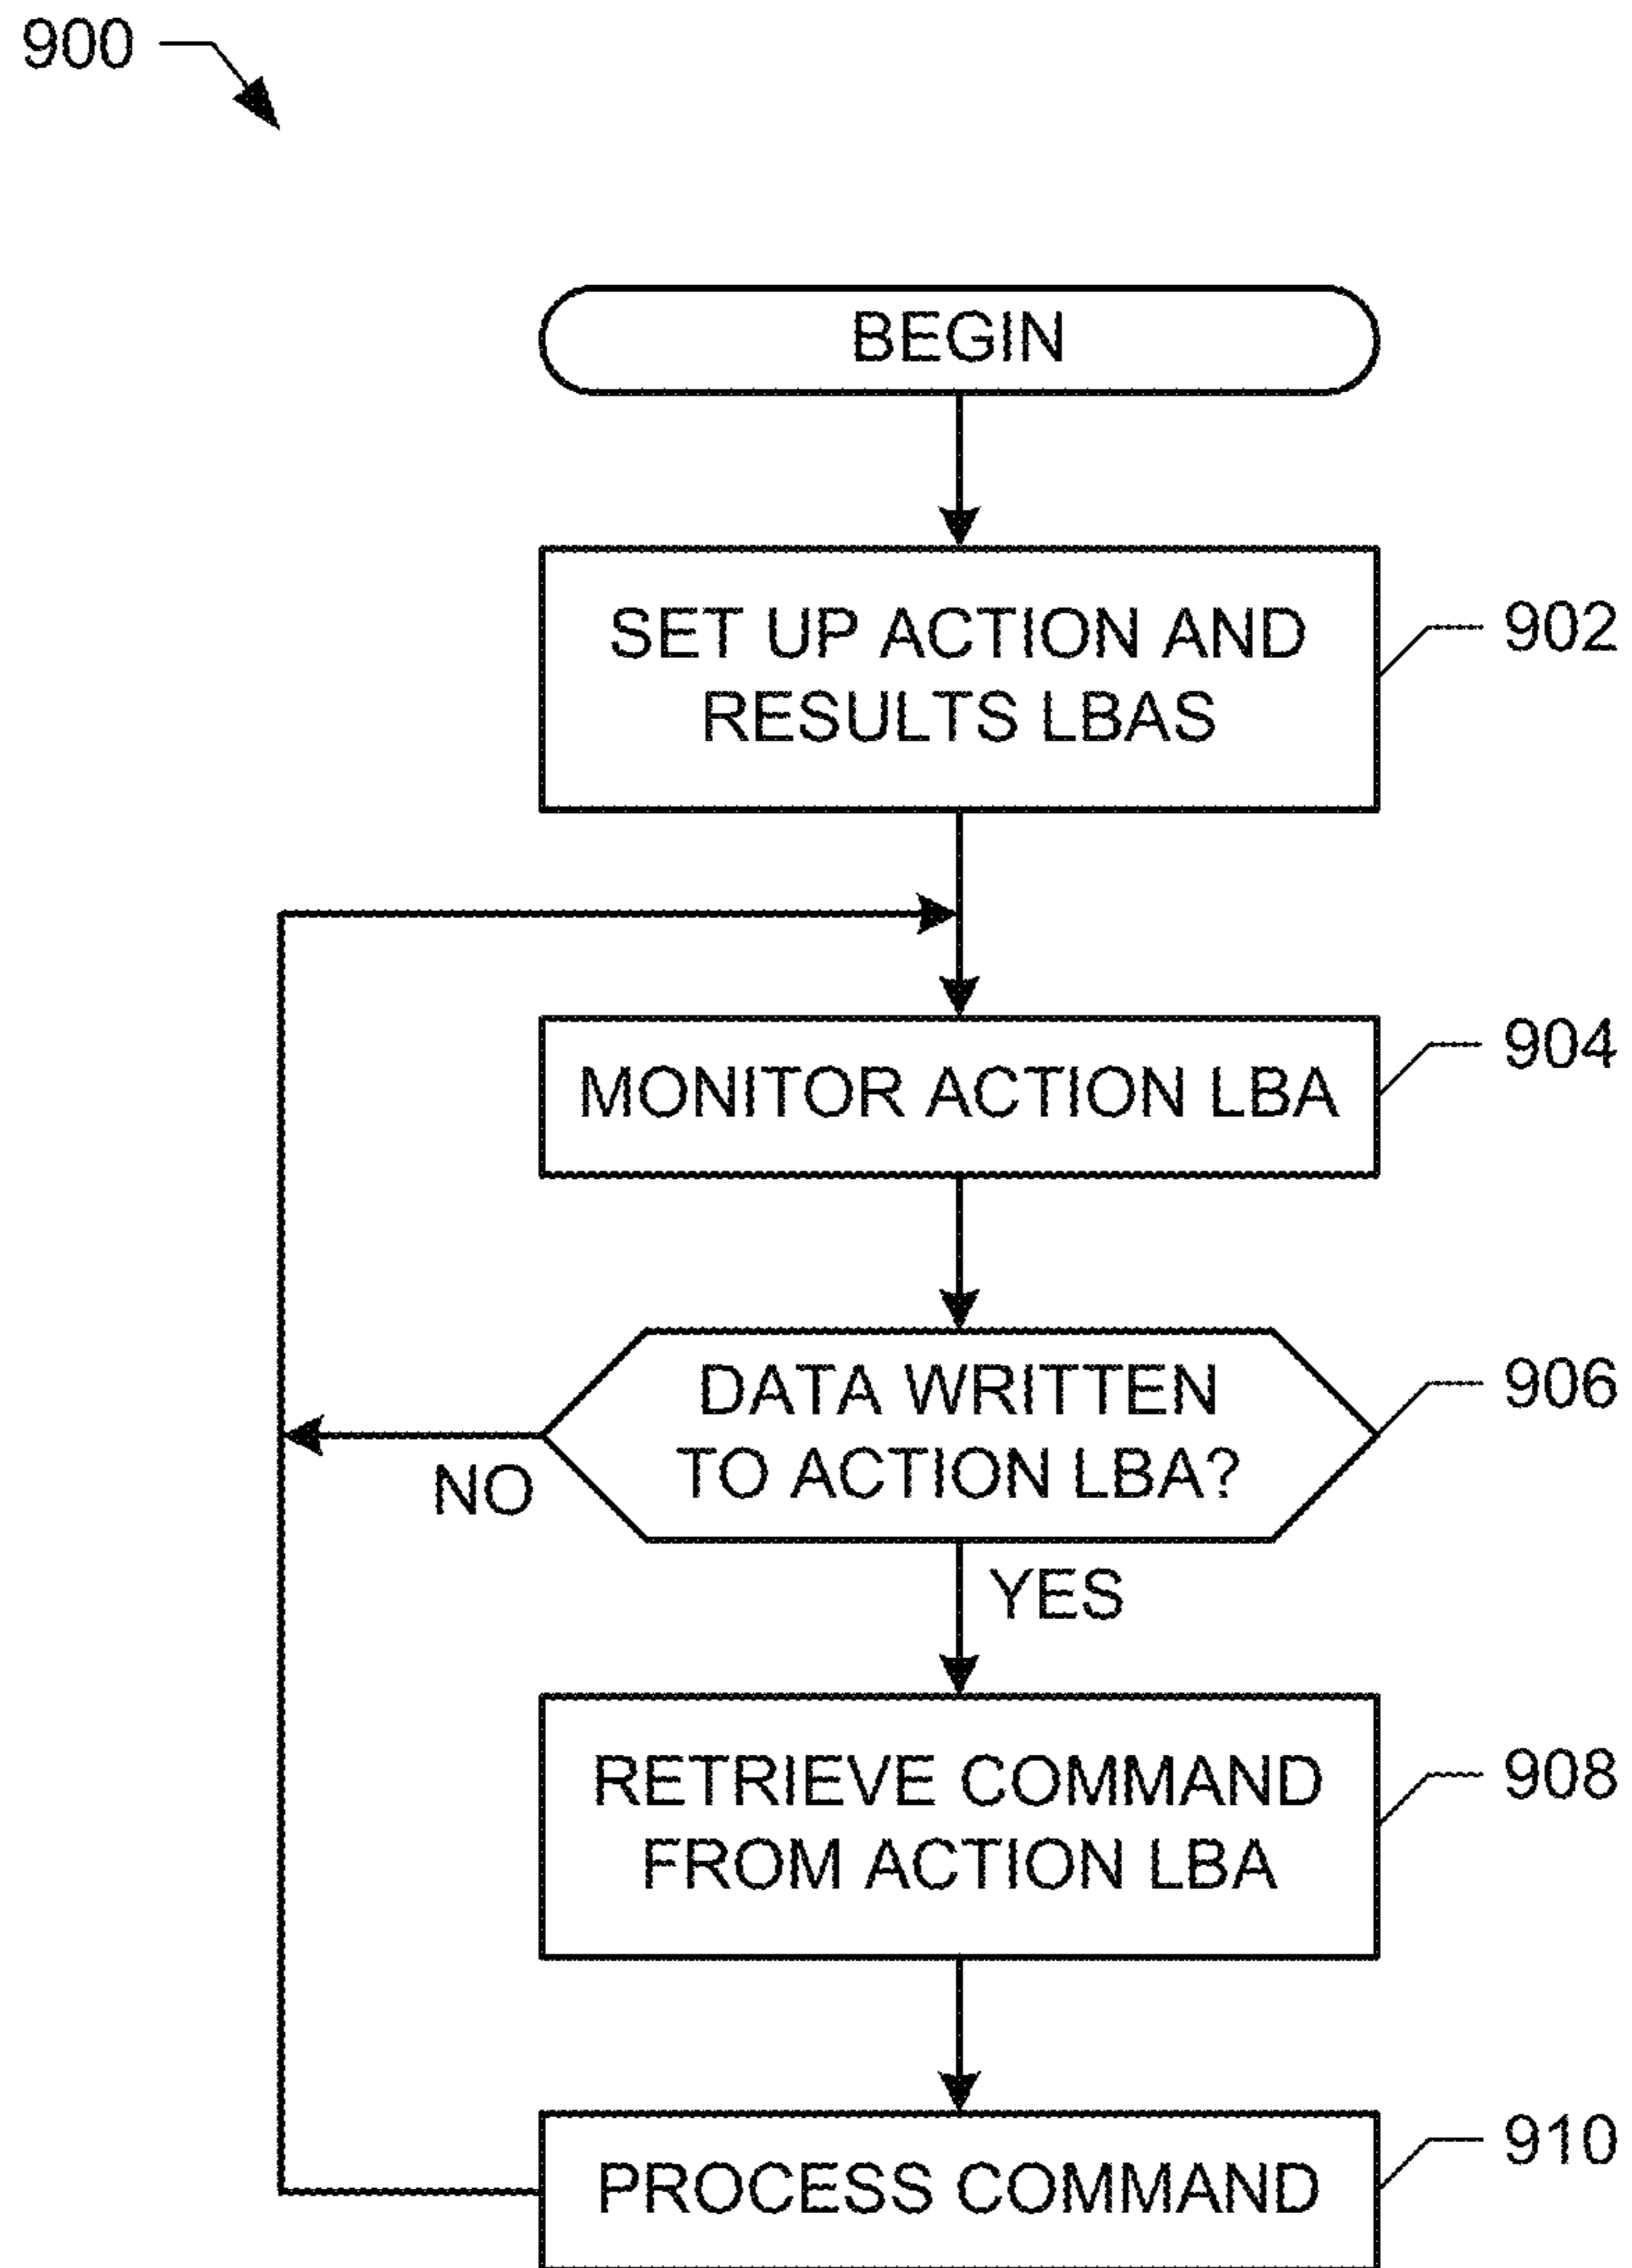 900
BEGIN
SET UP ACTION AND
RESULTS LBAS
902
MONITOR ACTION LBA
904
DATA WRITTEN
TO ACTION LBA?
906
NO
YES
RETRIEVE COMMAND
FROM ACTION LBA
908
PROCESS COMMAND
910